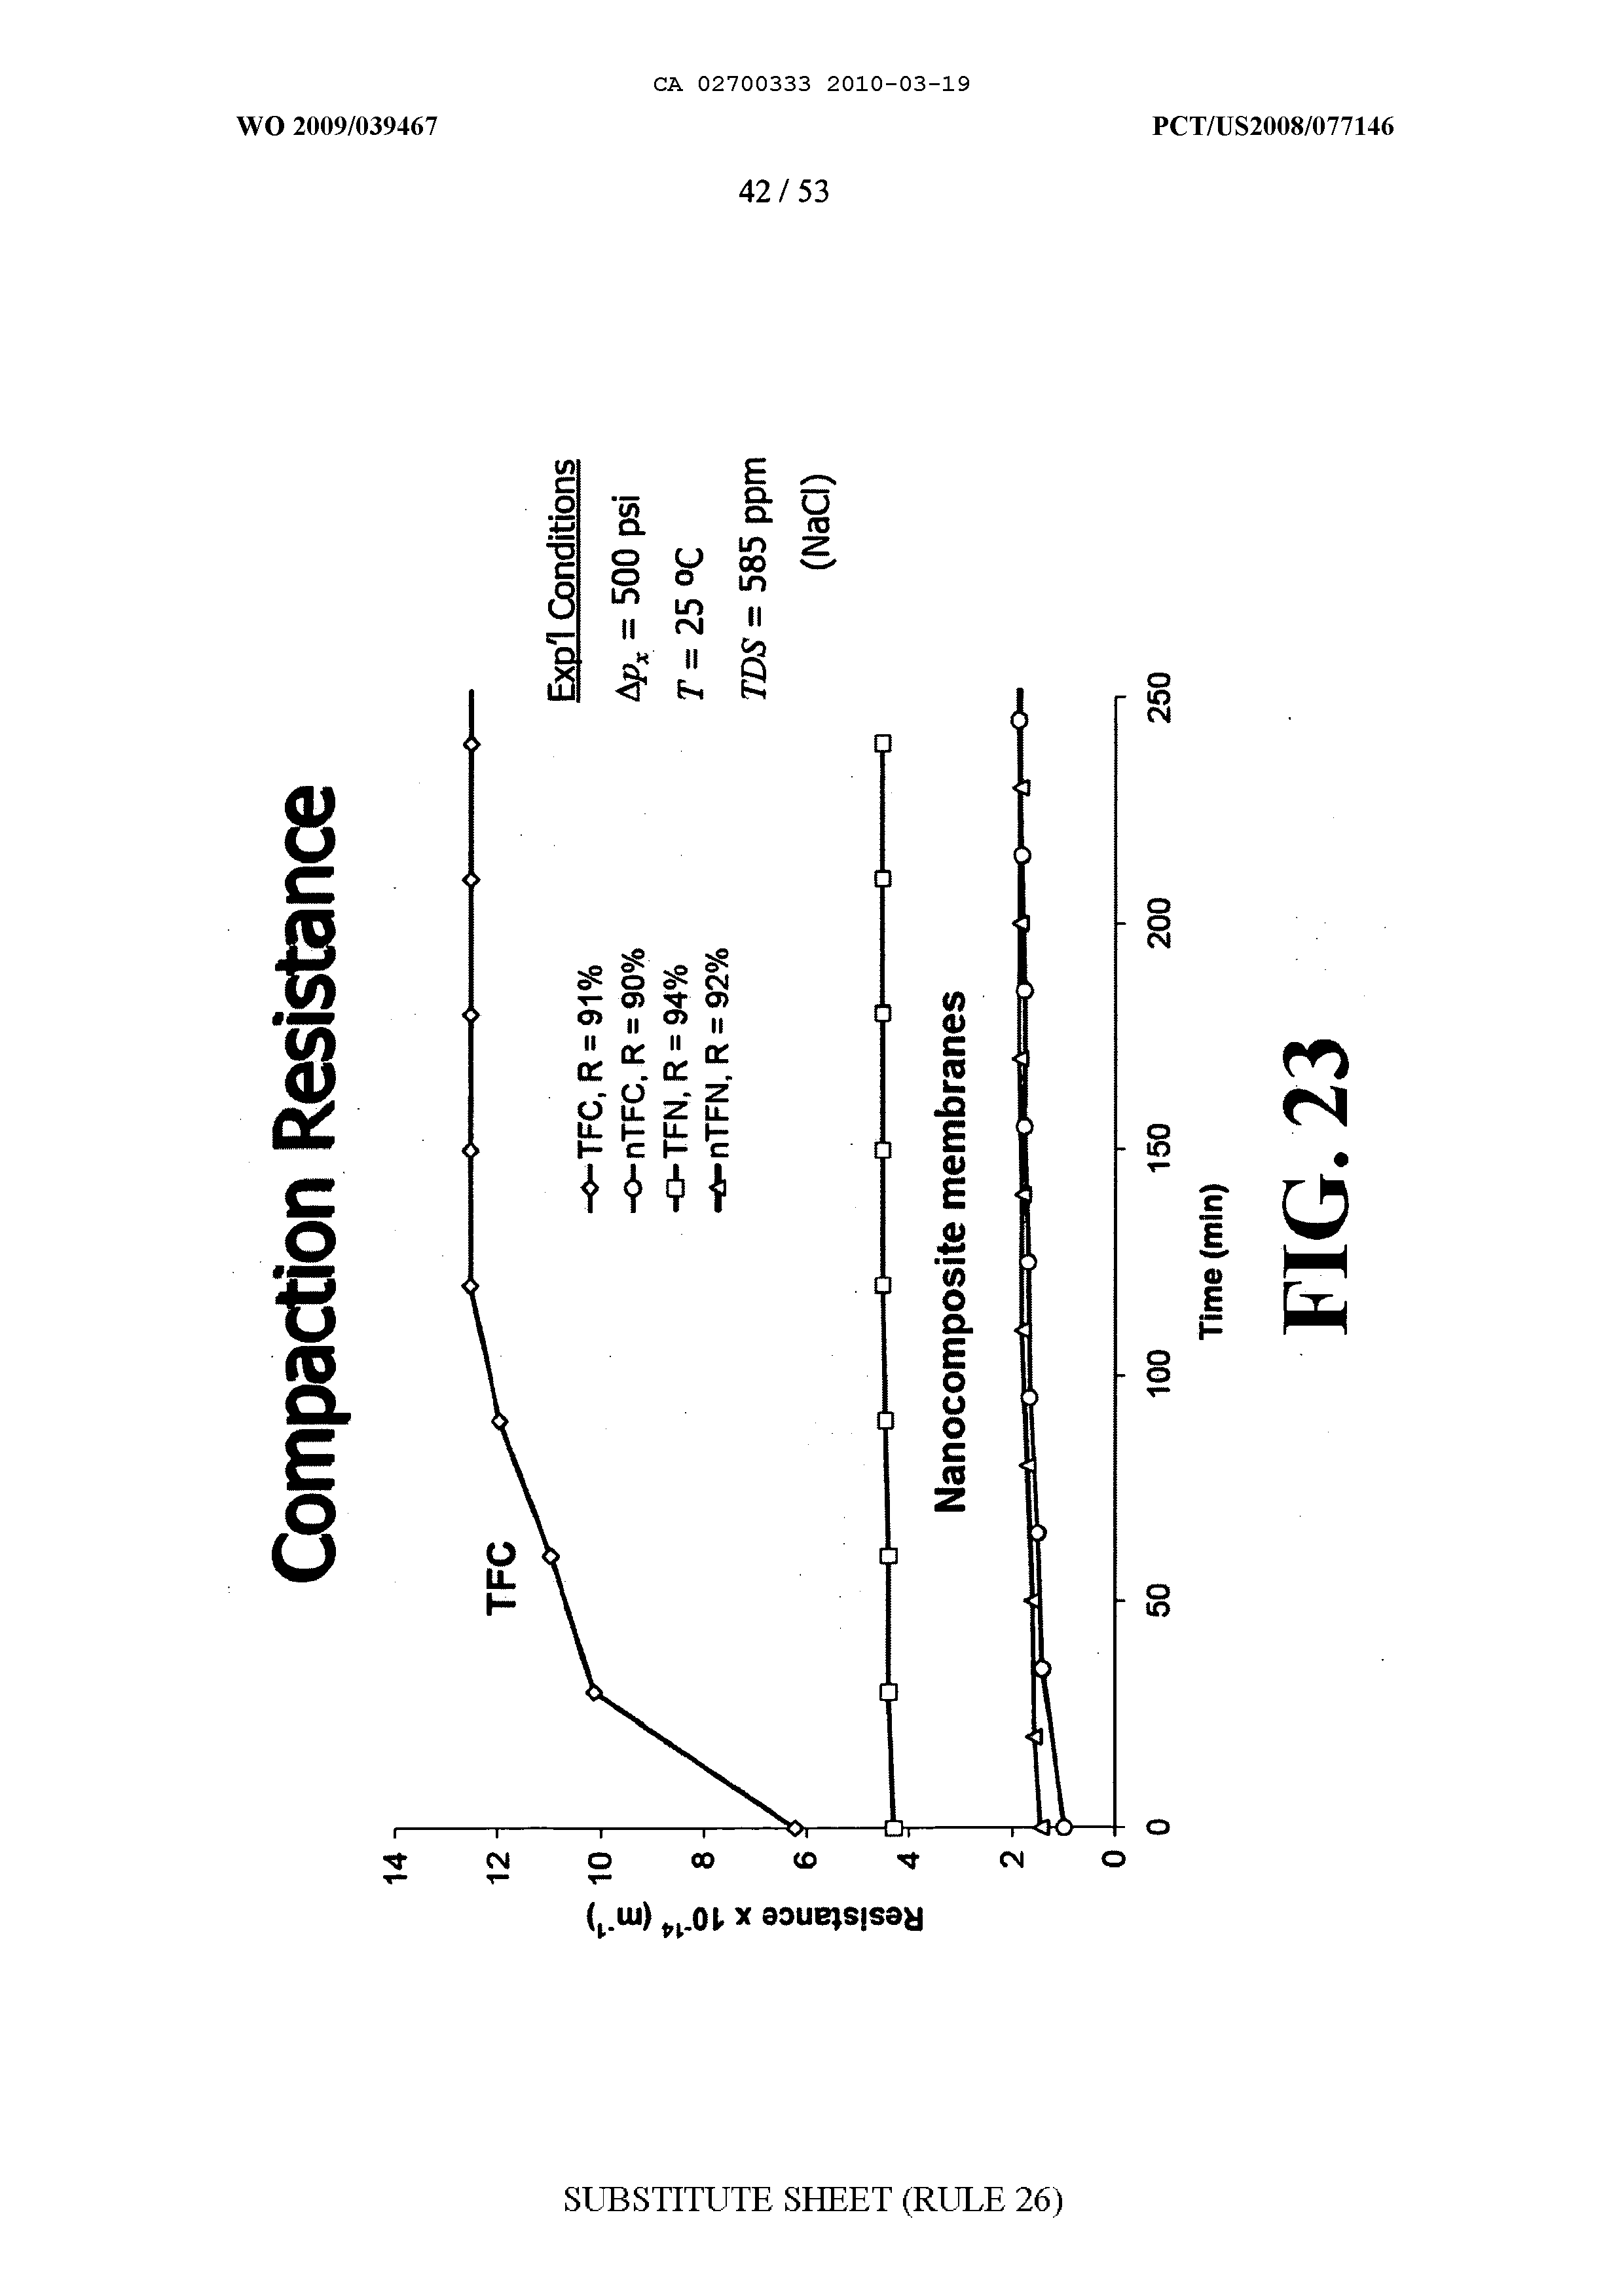 CA 02700333 2010-03-19
WO 2009/039467
PCT/US2008/077146
42 / 53
Compaction Resistance
Exp'l Conditions
Δpx = 500 psi
T = 25 ºC
TDS = 585 ppm
(NaCl)
TFC
TFC, R = 91%
nTFC, R = 90%
TFN, R = 94%
nTFN, R = 92%
Nanocomposite membranes
Resistance x 10⁻¹⁴ (m⁻¹)
14
12
10
8
6
4
2
0
0
50
100
150
200
250
Time (min)
FIG. 23
SUBSTITUTE SHEET (RULE 26)